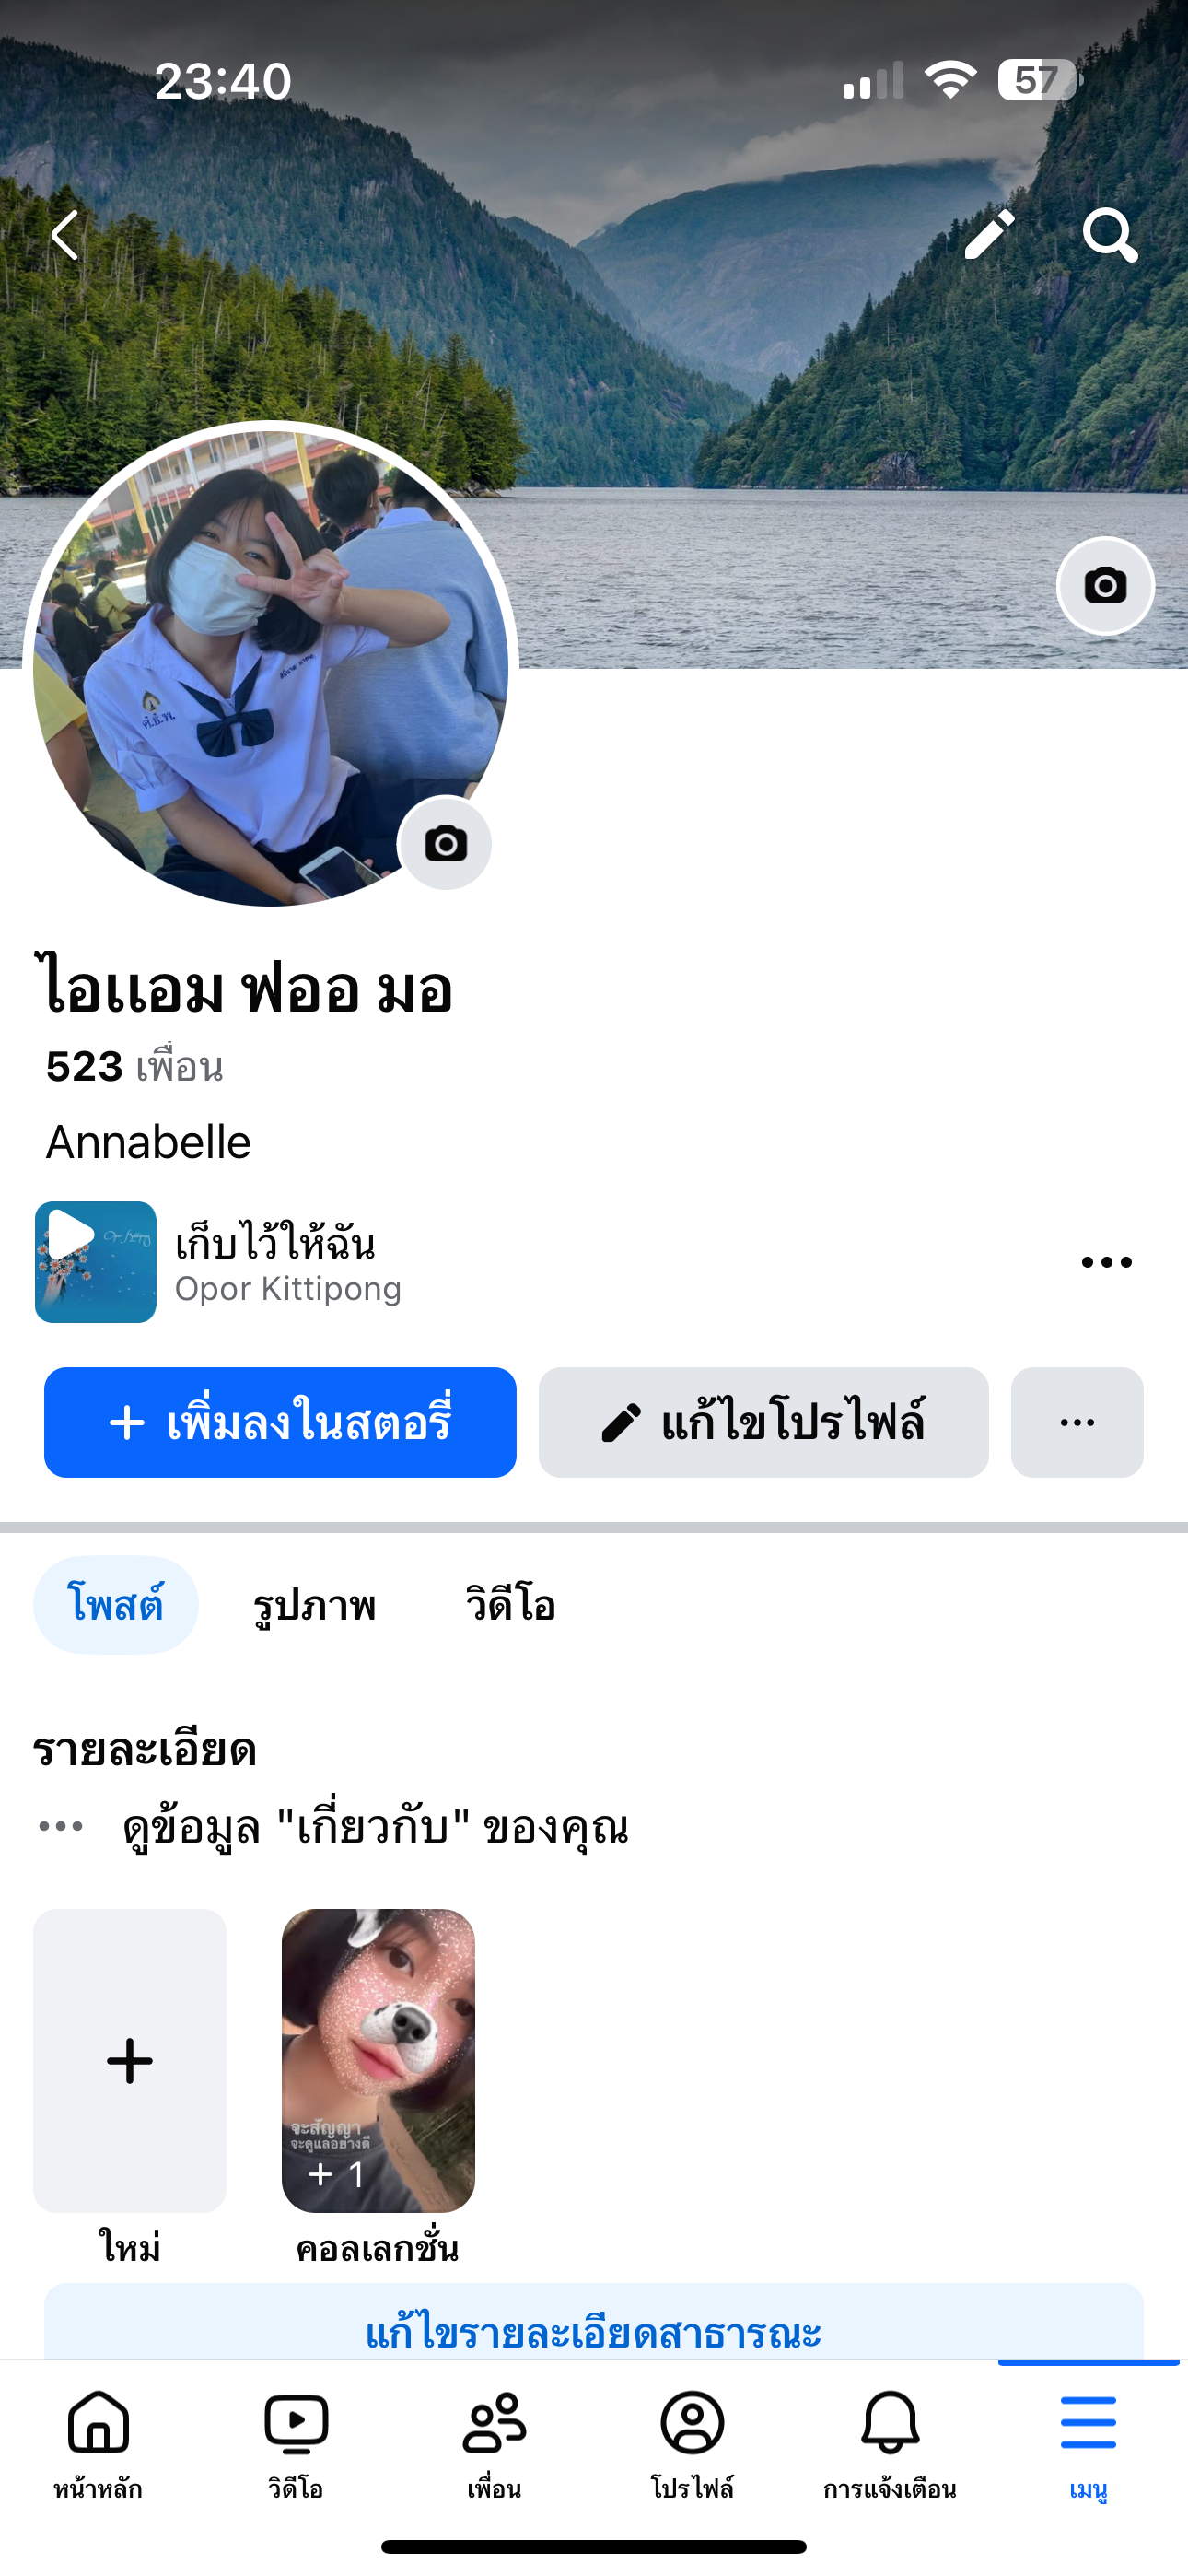 23:40
57
ศ.ธ.พ.
ไอแอม ฟออ มอ
523 เพื่อน
Annabelle
Opor Kittipong
เก็บไว้ให้ฉัน
Opor Kittipong
+ เพิ่มลงในสตอรี่
แก้ไขโปรไฟล์
โพสต์ รูปภาพ วิดีโอ
รายละเอียด
ดูข้อมูล "เกี่ยวกับ" ของคุณ
จะสัญญา
จะดูแลอย่างดี
+ 1
ใหม่ คอลเลกชั่น
แก้ไขรายละเอียดสาธารณะ
หน้าหลัก วิดีโอ เพื่อน โปรไฟล์ การแจ้งเตือน เมนู